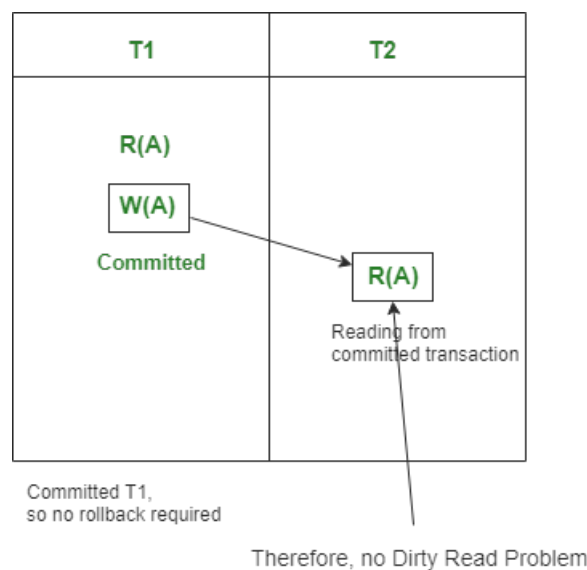 T1 T2
R(A)
W(A)
Committed
R(A)
Reading from
committed transaction
Committed T1,
so no rollback required
Therefore, no Dirty Read Problem